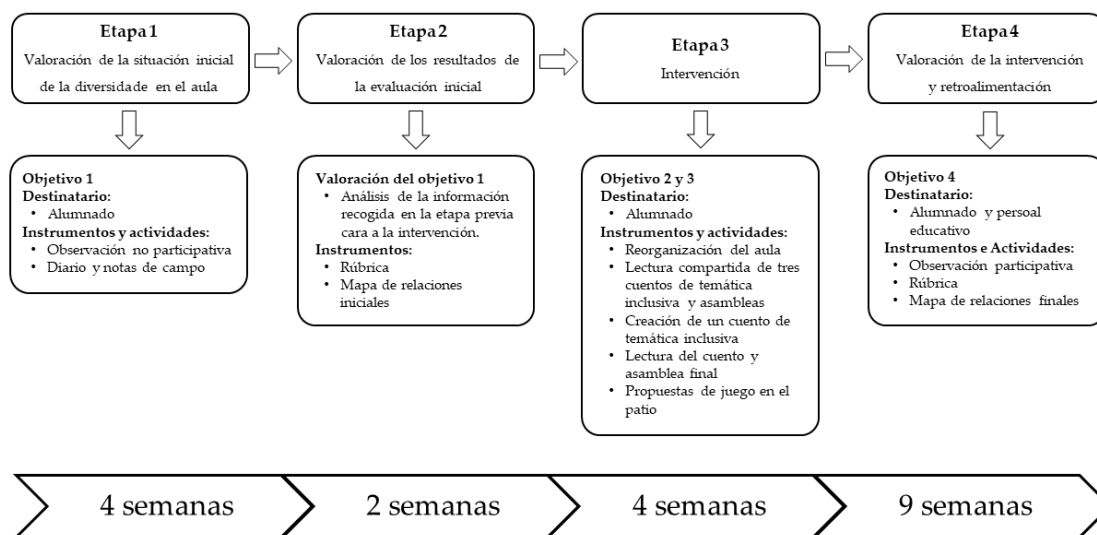 Etapa 1
Valoración de la situación inicial
de la diversidade en el aula
Etapa 2
Valoración de los resultados de
la evaluación inicial
Etapa 3
Intervención
Etapa 4
Valoración de la intervención
y retroalimentación
Objetivo 1
Destinatario:
• Alumnado
Instrumentos y actividades:
• Observación no participativa
• Diario y notas de campo
Valoración del objetivo 1
• Análisis de la información
recogida en la etapa previa
cara a la intervención.
Instrumentos:
• Rúbrica
• Mapa de relaciones
iniciales
Objetivo 2 y 3
Destinatario:
• Alumnado
Instrumentos y actividades:
• Reorganización del aula
• Lectura compartida de tres
cuentos de temática
inclusiva y asambleas
• Creación de un cuento de
temática inclusiva
• Lectura del cuento y
asamblea final
• Propuestas de juego en el
patio
Objetivo 4
Destinatario:
• Alumnado y persoal
educativo
Instrumentos e Actividades:
• Observación participativa
• Rúbrica
• Mapa de relaciones finales
4 semanas
2 semanas
4 semanas
9 semanas